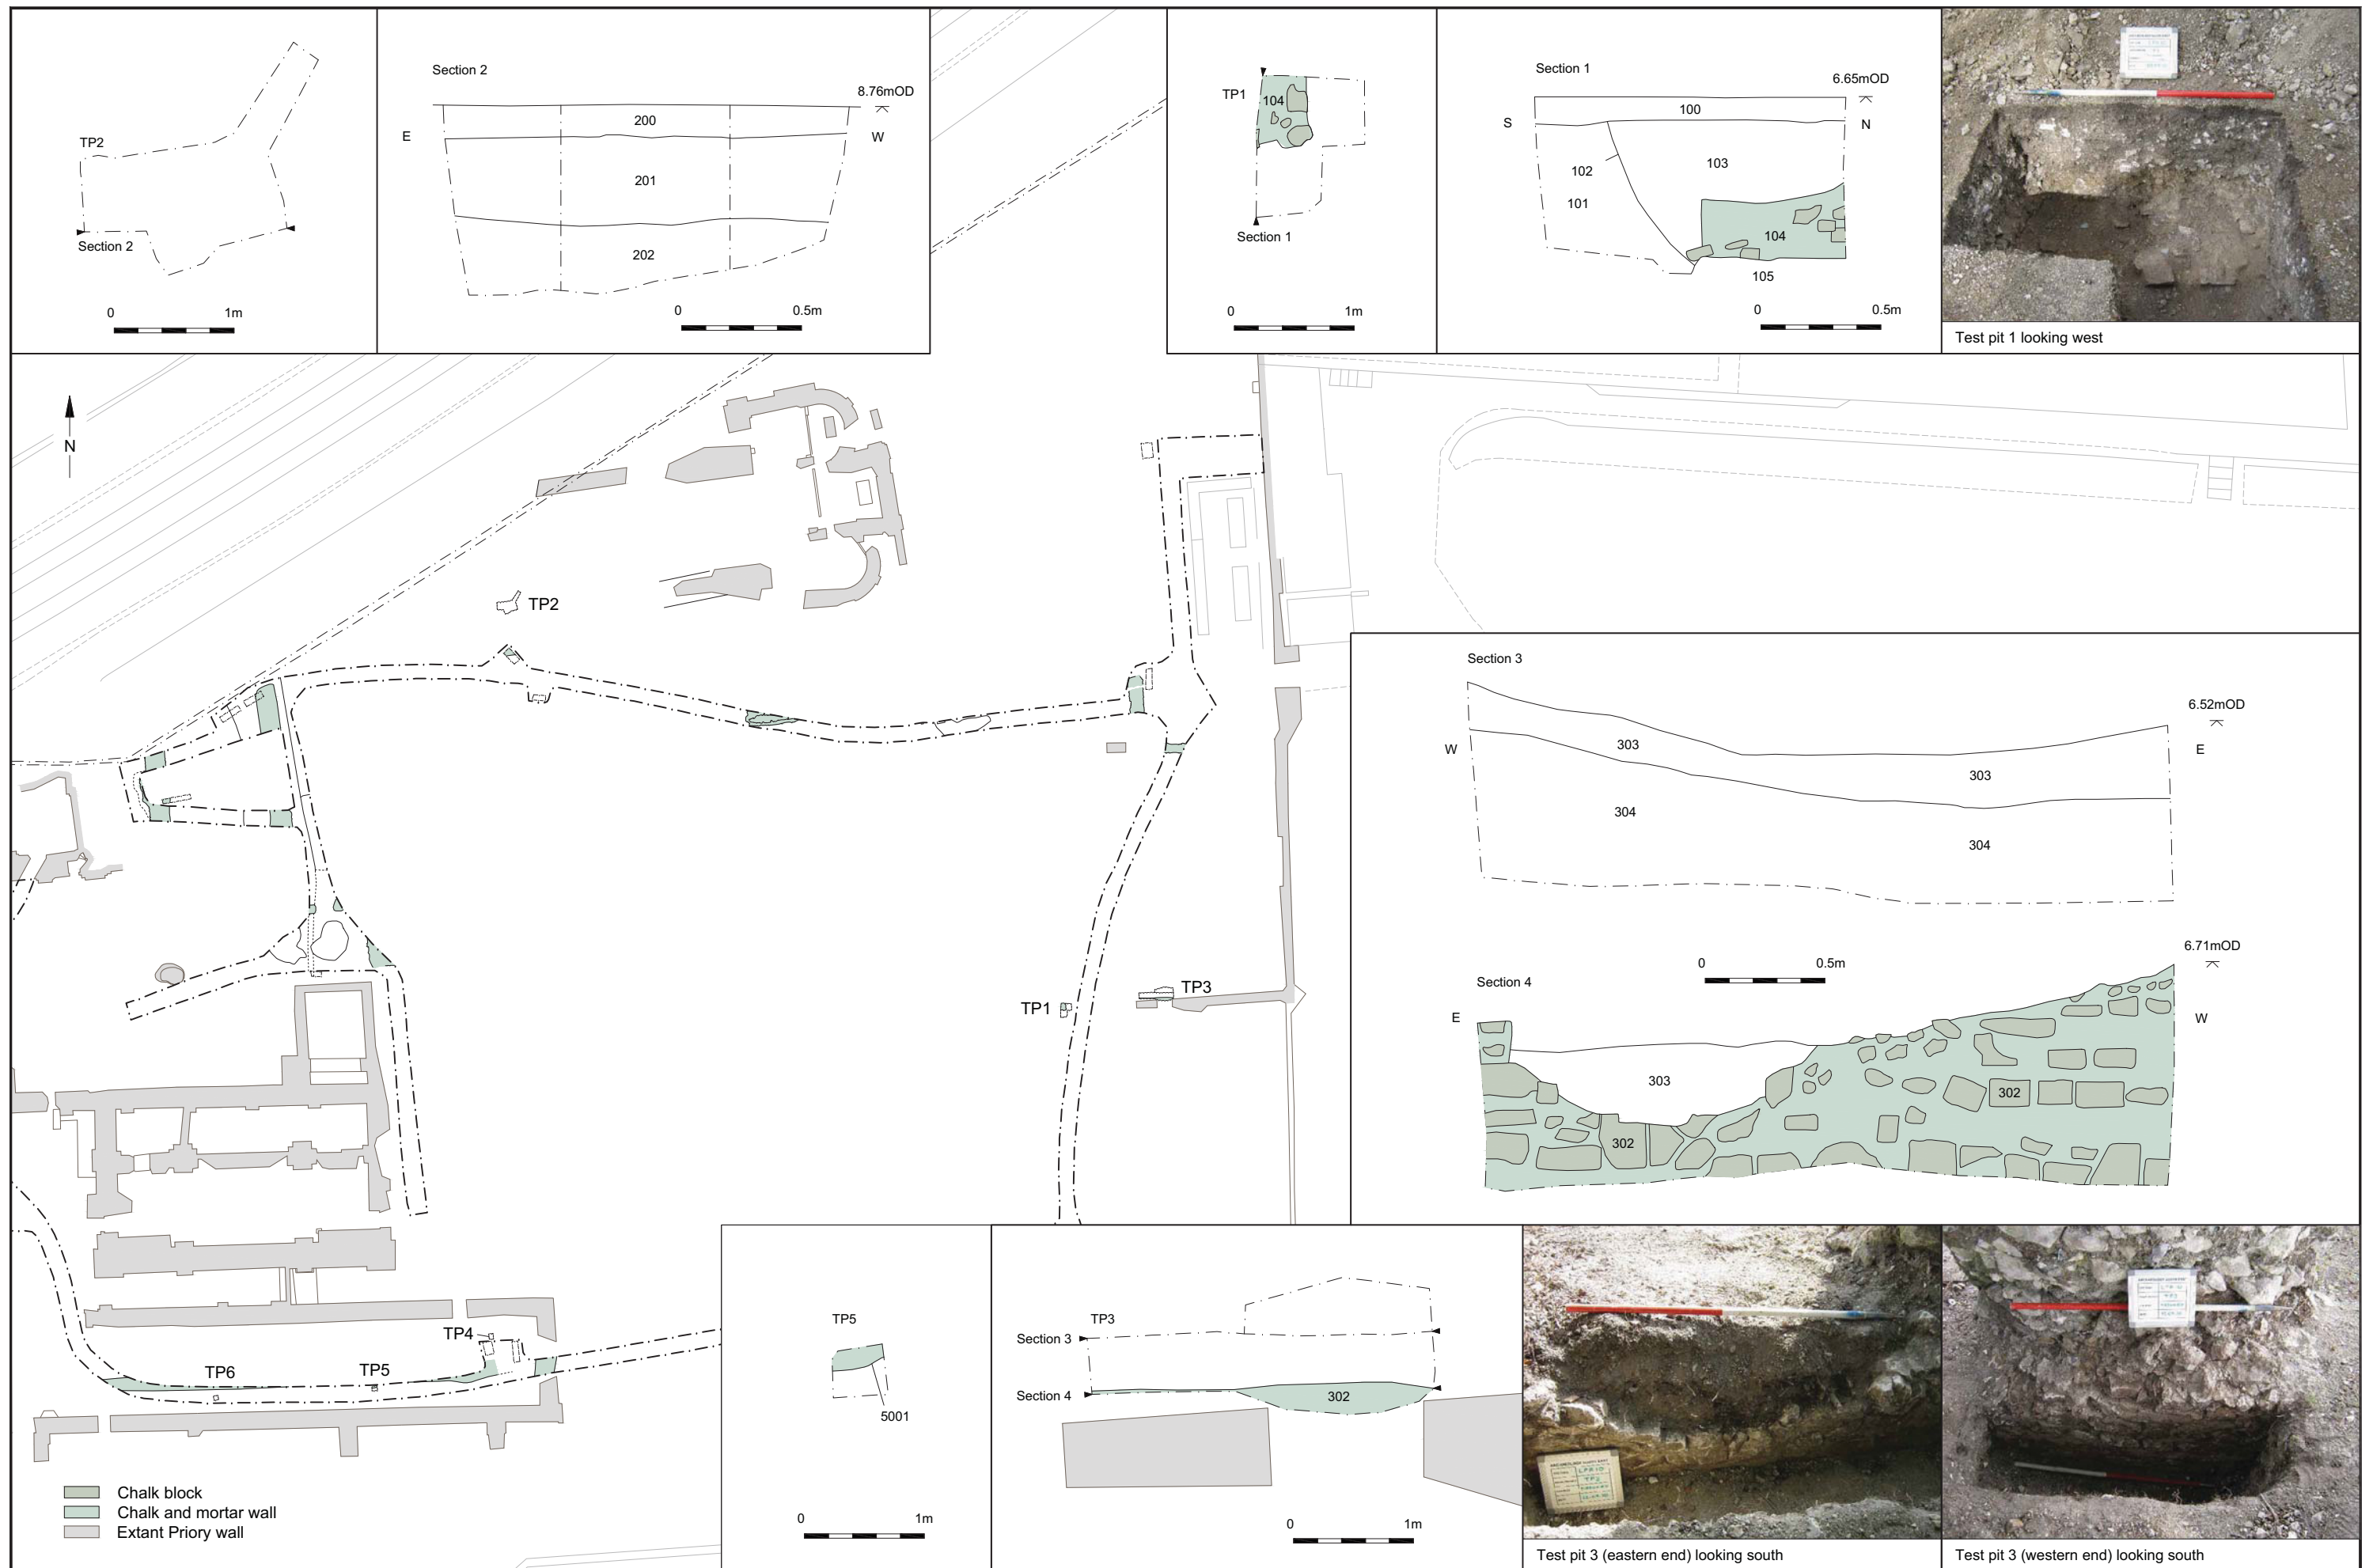 TP2
Section 2
0
1m
Section 2
8.76mOD
E
W
200
201
202
0
0.5m
TP1
104
Section 1
0
1m
Section 1
6.65mOD
S
N
100
102
103
101
104
105
0
0.5m
Test pit 1 looking west
N
TP2
TP1
TP3
TP4
TP5
TP6
Section 3
6.52mOD
W
E
303
303
304
304
0
0.5m
6.71mOD
Section 4
E
W
303
302
302
Chalk block
Chalk and mortar wall
Extant Priory wall
TP5
5001
0
1m
TP3
Section 3
Section 4
302
0
1m
Test pit 3 (eastern end) looking south
Test pit 3 (western end) looking south